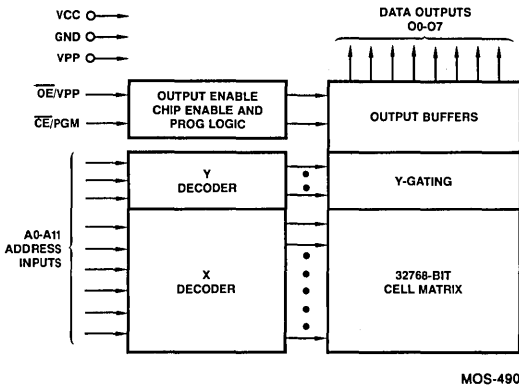 VCC
GND
VPP
DATA OUTPUTS
O0-O7
OE/VPP
CE/PGM
OUTPUT ENABLE
CHIP ENABLE AND
PROG LOGIC
OUTPUT BUFFERS
Y
DECODER
Y-GATING
A0-A11
ADDRESS
INPUTS
X
DECODER
32768-BIT
CELL MATRIX
MOS-490